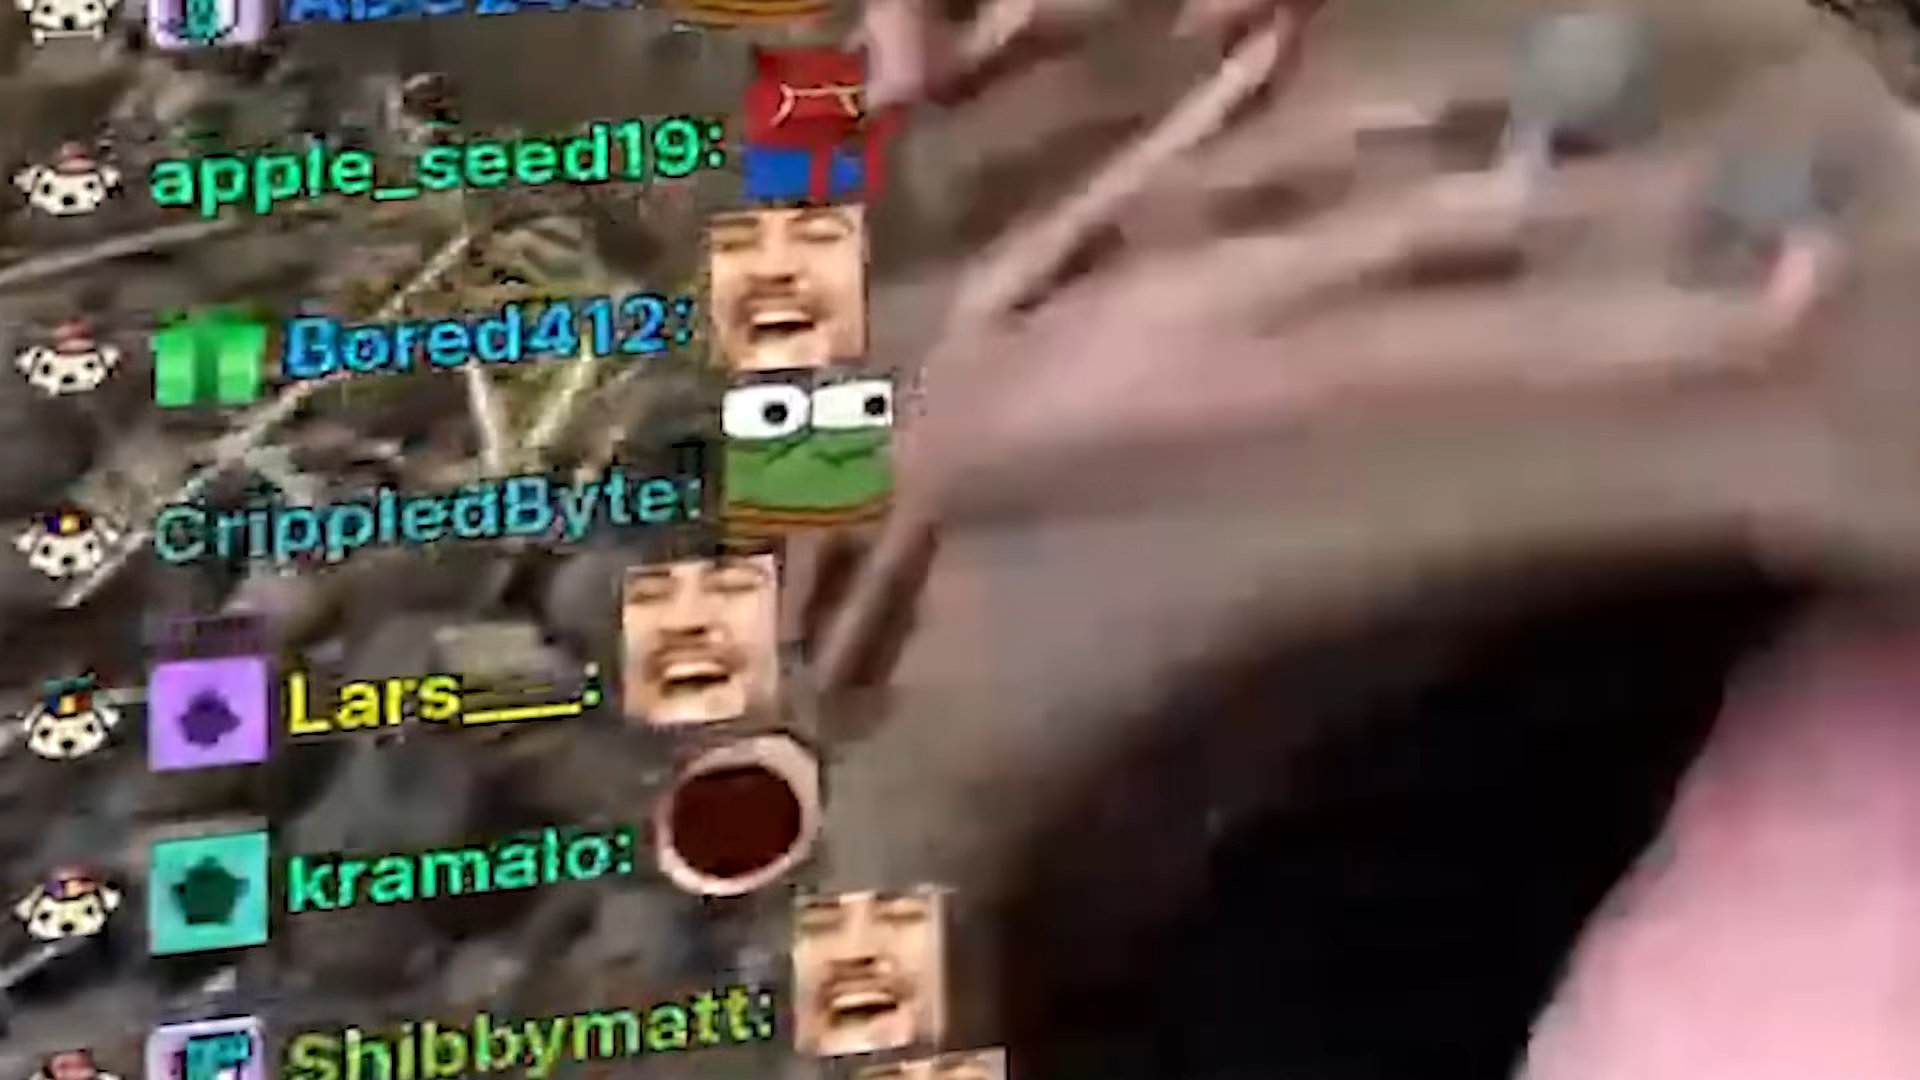 apple_seed19:
Bored412:
CrippledByte:
Lars___:
kramalo:
Shibbymatt: